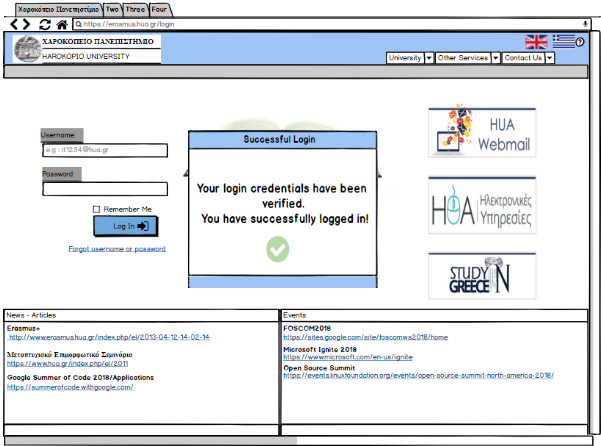 Χαροκόπειο Πανεπιστήμιο Two Three Four
https://erasmus.hua.gr/login
ΧΑΡΟΚΟΠΕΙΟ ΠΑΝΕΠΙΣΤΗΜΙΟ
HAROKOPIO UNIVERSITY
University Other Services Contact Us
Username:
e.g. it1234@hua.gr
Password
Remember Me
Log In
Forgot username or password
Successful Login
Your login credentials have been
verified.
You have successfully logged in!
HUA
Webmail
HUA Ηλεκτρονικές
Υπηρεσίες
STUDY IN
GREECE
News - Articles
Erasmus+
http://www.erasmus.hua.gr/index.php/el/2013-04-12-14-02-14
Μεταπτυχιακό Επιμορφωτικό Σεμινάριο
https://www.hua.gr/index.php/el/2011
Google Summer of Code 2018/Applications
https://summerofcode.withgoogle.com/
Events
FOSCOM2018
https://sites.google.com/site/foscomws2018/home
Microsoft Ignite 2018
https://www.microsoft.com/en-us/ignite
Open Source Summit
https://events.linuxfoundation.org/events/open-source-summit-north-america-2018/